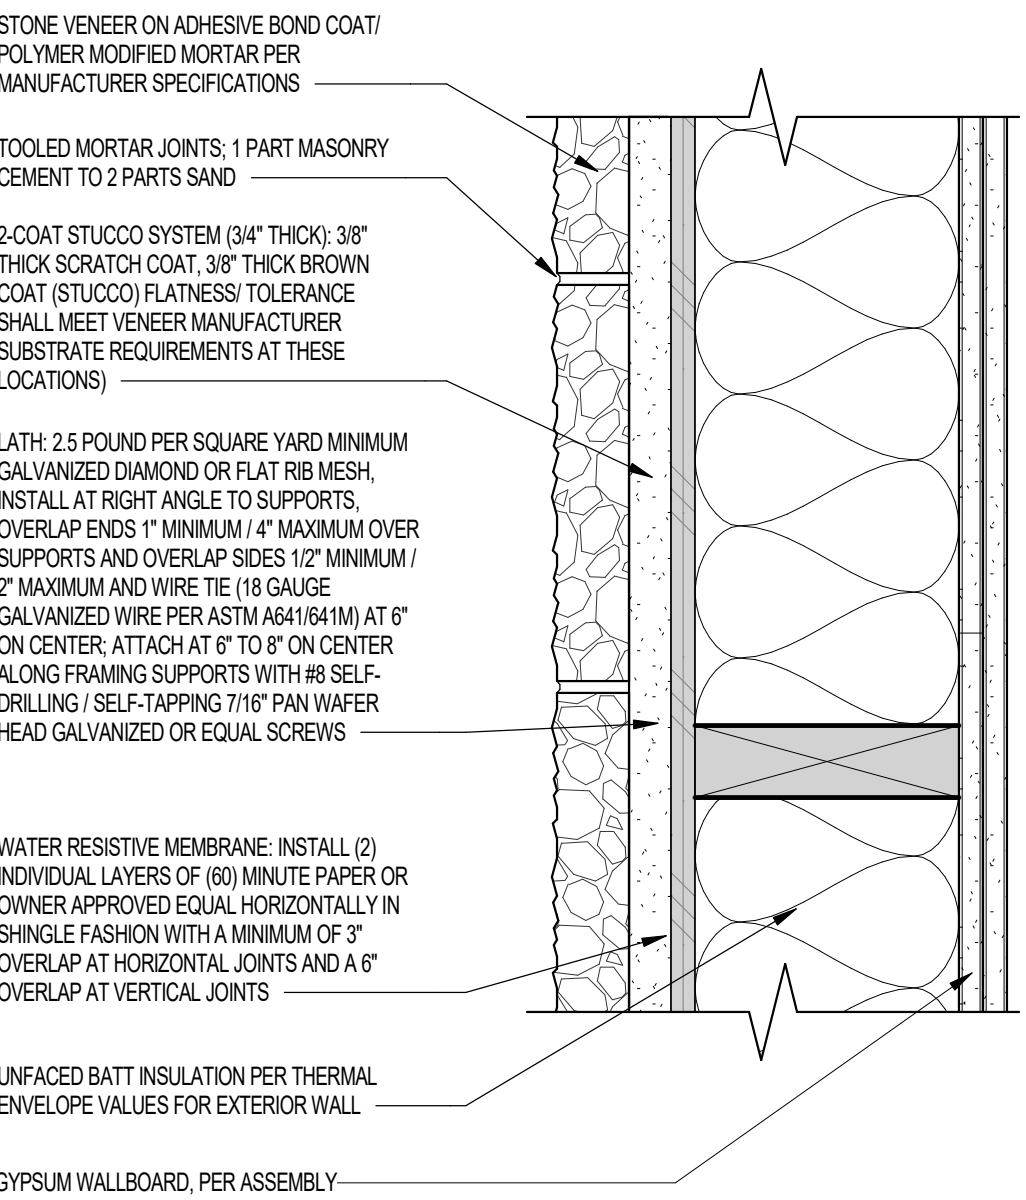 STONE VENEER ON ADHESIVE BOND COAT/
POLYMER MODIFIED MORTAR PER
MANUFACTURER SPECIFICATIONS
TOOLED MORTAR JOINTS; 1 PART MASONRY
CEMENT TO 2 PARTS SAND
2-COAT STUCCO SYSTEM (3/4" THICK): 3/8"
THICK SCRATCH COAT, 3/8" THICK BROWN
COAT (STUCCO) FLATNESS/ TOLERANCE
SHALL MEET VENEER MANUFACTURER
SUBSTRATE REQUIREMENTS AT THESE
LOCATIONS)
LATH: 2.5 POUND PER SQUARE YARD MINIMUM
GALVANIZED DIAMOND OR FLAT RIB MESH,
INSTALL AT RIGHT ANGLE TO SUPPORTS,
OVERLAP ENDS 1" MINIMUM / 4" MAXIMUM OVER
SUPPORTS AND OVERLAP SIDES 1/2" MINIMUM /
2" MAXIMUM AND WIRE TIE (18 GAUGE
GALVANIZED WIRE PER ASTM A641/641M) AT 6"
ON CENTER; ATTACH AT 6" TO 8" ON CENTER
ALONG FRAMING SUPPORTS WITH #8 SELF-
DRILLING / SELF-TAPPING 7/16" PAN WAFER
HEAD GALVANIZED OR EQUAL SCREWS
WATER RESISTIVE MEMBRANE: INSTALL (2)
INDIVIDUAL LAYERS OF (60) MINUTE PAPER OR
OWNER APPROVED EQUAL HORIZONTALLY IN
SHINGLE FASHION WITH A MINIMUM OF 3"
OVERLAP AT HORIZONTAL JOINTS AND A 6"
OVERLAP AT VERTICAL JOINTS
UNFACED BATT INSULATION PER THERMAL
ENVELOPE VALUES FOR EXTERIOR WALL
GYPSUM WALLBOARD, PER ASSEMBLY